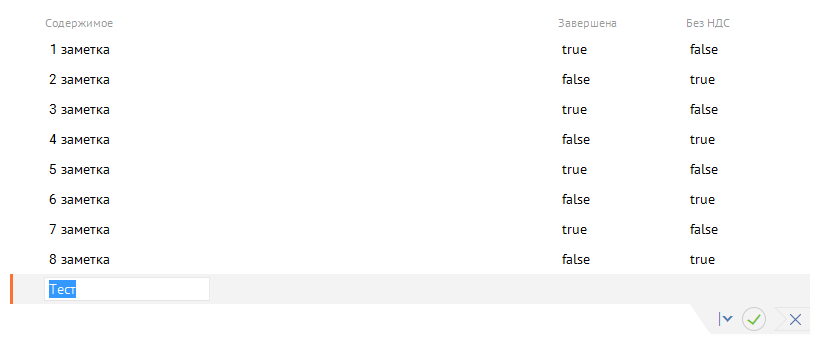 Содержимое Завершена Без НДС
1 заметка true false
2 заметка false true
3 заметка true false
4 заметка false true
5 заметка true false
6 заметка false true
7 заметка true false
8 заметка false true
Тест